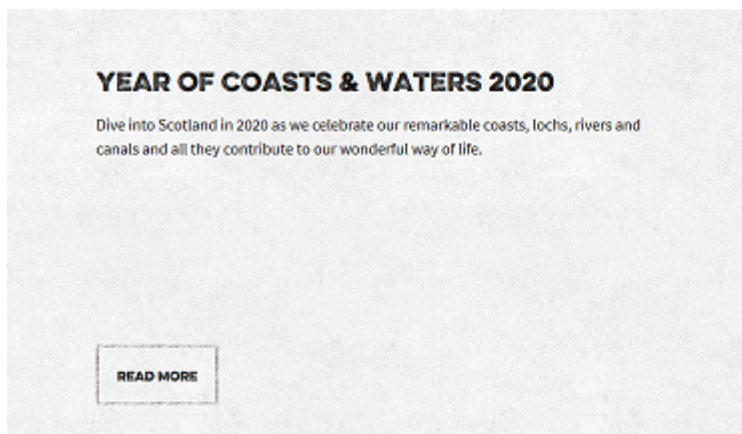 YEAR OF COASTS & WATERS 2020
Dive into Scotland in 2020 as we celebrate our remarkable coasts, lochs, rivers and
canals and all they contribute to our wonderful way of life.
READ MORE